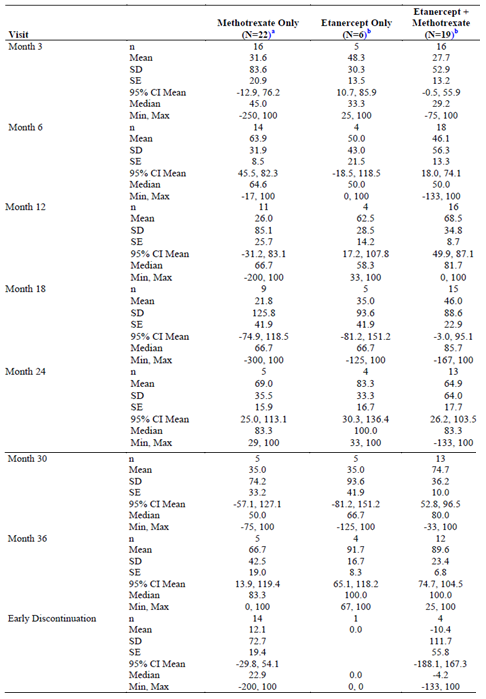 Visit Methotrexate Only (N=22)a Etanercept Only (N=6)b Etanercept + Methotrexate (N=19)b
Month 3 n 16 5 16
Mean 31.6 48.3 27.7
SD 83.6 30.3 52.9
SE 20.9 13.5 13.2
95% CI Mean -12.9, 76.2 10.7, 85.9 -0.5, 55.9
Median 45.0 33.3 29.2
Min, Max -250, 100 25, 100 -75, 100
Month 6 n 14 4 18
Mean 63.9 50.0 46.1
SD 31.9 43.0 56.3
SE 8.5 21.5 13.3
95% CI Mean 45.5, 82.3 -18.5, 118.5 18.0, 74.1
Median 64.6 50.0 50.0
Min, Max -17, 100 0, 100 -133, 100
Month 12 n 11 4 16
Mean 26.0 62.5 68.5
SD 85.1 28.5 34.8
SE 25.7 14.2 8.7
95% CI Mean -31.2, 83.1 17.2, 107.8 49.9, 87.1
Median 66.7 58.3 81.7
Min, Max -200, 100 33, 100 0, 100
Month 18 n 9 5 15
Mean 21.8 35.0 46.0
SD 125.8 93.6 88.6
SE 41.9 41.9 22.9
95% CI Mean -74.9, 118.5 -81.2, 151.2 -3.0, 95.1
Median 66.7 66.7 85.7
Min, Max -300, 100 -125, 100 -167, 100
Month 24 n 5 4 13
Mean 69.0 83.3 64.9
SD 35.5 33.3 64.0
SE 15.9 16.7 17.7
95% CI Mean 25.0, 113.1 30.3, 136.4 26.2, 103.5
Median 83.3 100.0 83.3
Min, Max 29, 100 33, 100 -133, 100
Month 30 n 5 5 13
Mean 35.0 35.0 74.7
SD 74.2 93.6 36.2
SE 33.2 41.9 10.0
95% CI Mean -57.1, 127.1 -81.2, 151.2 52.8, 96.5
Median 50.0 66.7 80.0
Min, Max -75, 100 -125, 100 -33, 100
Month 36 n 5 4 12
Mean 66.7 91.7 89.6
SD 42.5 16.7 23.4
SE 19.0 8.3 6.8
95% CI Mean 13.9, 119.4 65.1, 118.2 74.7, 104.5
Median 83.3 100.0 100.0
Min, Max 0, 100 67, 100 25, 100
Early Discontinuation n 14 1 4
Mean 12.1 0.0 -10.4
SD 72.7 111.7
SE 19.4 55.8
95% CI Mean -29.8, 54.1 -188.1, 167.3
Median 22.9 0.0 -4.2
Min, Max -200, 100 0, 0 -133, 100